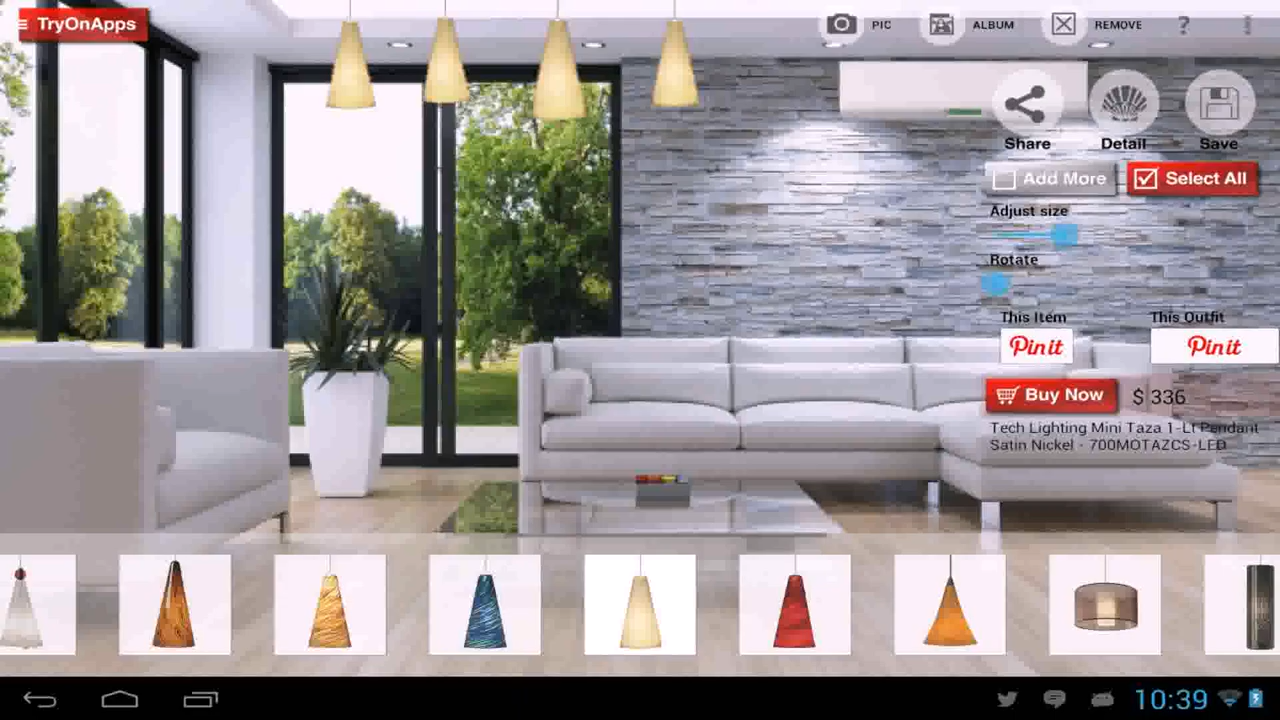 TryOnApps
PIC
ALBUM
REMOVE
?
Share
Detail
Save
Add More
Select All
Adjust size
Rotate
This Item
This Outfit
Pinit
Pinit
Buy Now
$ 336
Tech Lighting Mini Taza 1-Lt Pendant
Satin Nickel - 700MOTAZCS-LED
10:39